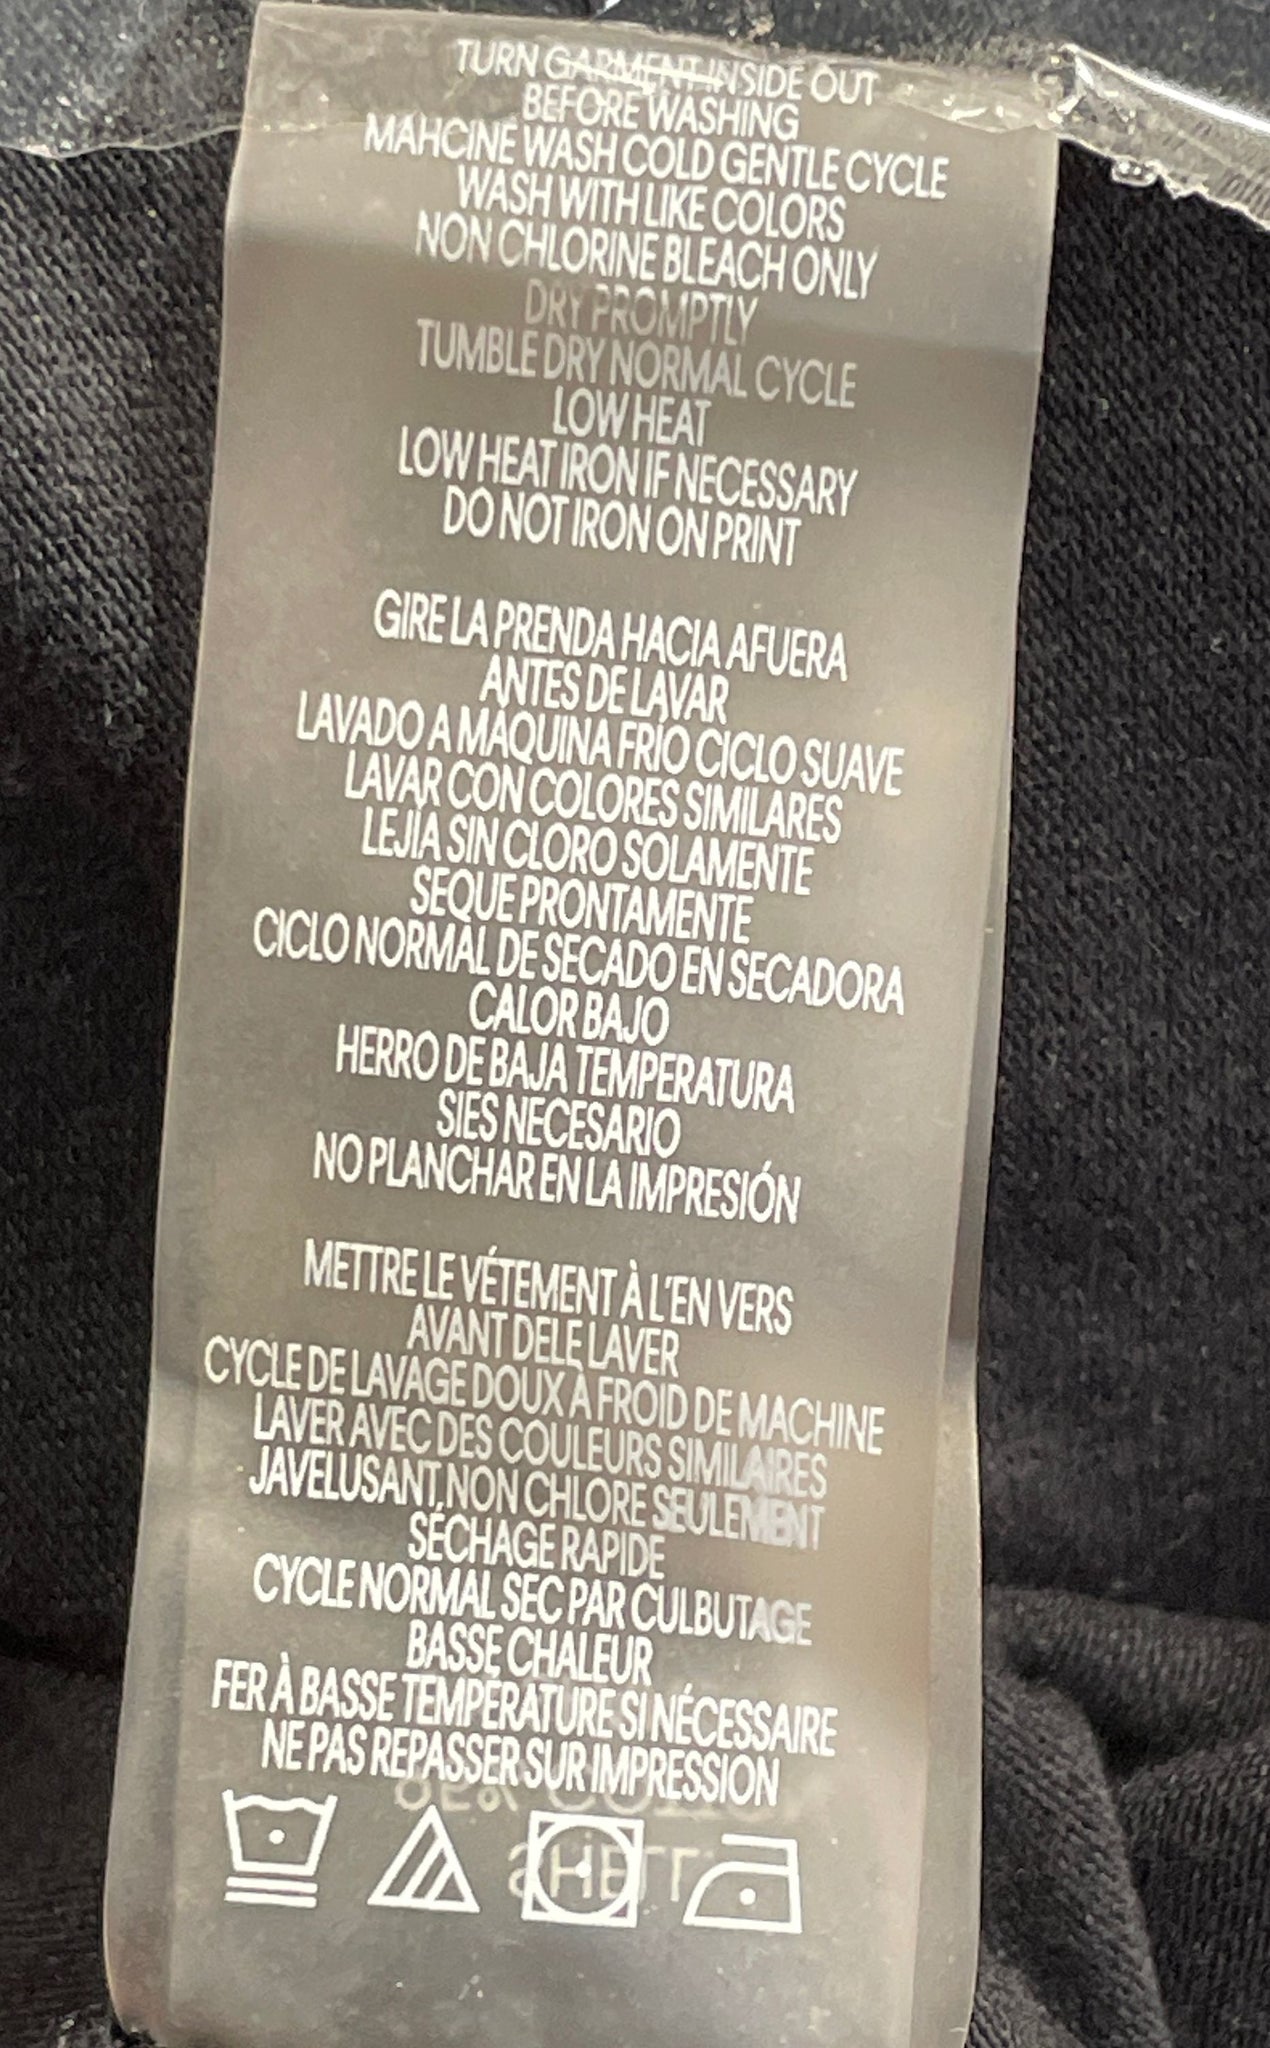 TURN GARMENT INSIDE OUT
BEFORE WASHING
MAHCINE WASH COLD GENTLE CYCLE
WASH WITH LIKE COLORS
NON CHLORINE BLEACH ONLY
DRY PROMPTLY
TUMBLE DRY NORMAL CYCLE
LOW HEAT
LOW HEAT IRON IF NECESSARY
DO NOT IRON ON PRINT
GIRE LA PRENDA HACIA AFUERA
ANTES DE LAVAR
LAVADO A MÁQUINA FRÍO CICLO SUAVE
LAVAR CON COLORES SIMILARES
LEJÍA SIN CLORO SOLAMENTE
SEQUE PRONTAMENTE
CICLO NORMAL DE SECADO EN SECADORA
CALOR BAJO
HERRO DE BAJA TEMPERATURA
SIES NECESARIO
NO PLANCHAR EN LA IMPRESIÓN
METTRE LE VÉTEMENT À L'EN VERS
AVANT DELE LAVER
CYCLE DE LAVAGE DOUX À FROID DE MACHINE
LAVER AVEC DES COULEURS SIMILAIRES
JAVELUSANT NON CHLORE SEULEMENT
SÉCHAGE RAPIDE
CYCLE NORMAL SEC PAR CULBUTAGE
BASSE CHALEUR
FER À BASSE TEMPÉRATURE SI NÉCESSAIRE
NE PAS REPASSER SUR IMPRESSION